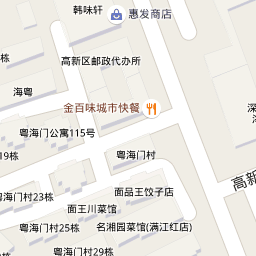 韩味轩
惠发商店
栋
高新区邮政代办所
海粤
金百味城市快餐
深
粤海门公寓115号
19栋
粤海门村
高新
面品王饺子店
粤海门村23栋
面王川菜馆
名湘园菜馆(满江红店)
粤海门村25栋
粤海门村29栋